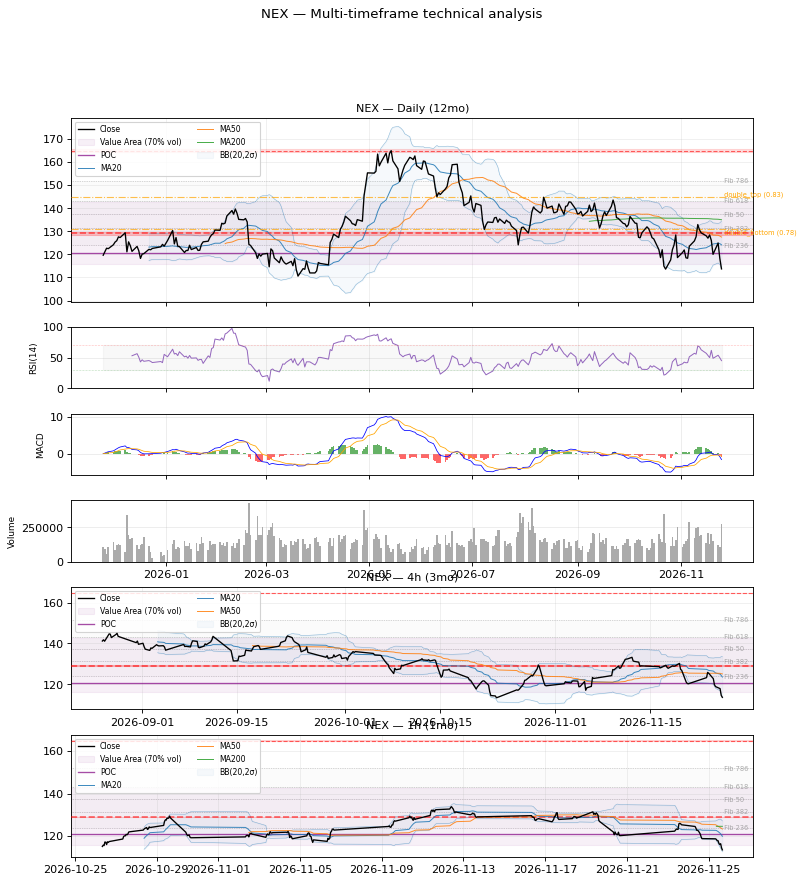 NEX — Multi-timeframe technical analysis
NEX — Daily (12mo)
Close
Value Area (70% vol)
POC
MA20
MA50
MA200
BB(20,2σ)
170
160
150
140
130
120
110
100
Fib 786
double_top (0.83)
Fib 618
Fib 50
Fib 382
bottom (0.78)
Fib 236
RSI(14)
100
50
0
MACD
10
0
Volume
250000
0
2026-01
2026-03
2026-05
2026-07
2026-09
2026-11
NEX — 4h (3mo)
Close
Value Area (70% vol)
POC
MA20
MA50
BB(20,2σ)
160
140
120
Fib 786
Fib 618
Fib 50
Fib 382
Fib 236
2026-09-01
2026-09-15
2026-10-01
2026-10-15
2026-11-01
2026-11-15
NEX — 1h (1mo)
Close
Value Area (70% vol)
POC
MA20
MA50
MA200
BB(20,2σ)
160
140
120
Fib 786
Fib 618
Fib 50
Fib 382
Fib 236
2026-10-25
2026-10-29
2026-11-01
2026-11-05
2026-11-09
2026-11-13
2026-11-17
2026-11-21
2026-11-25